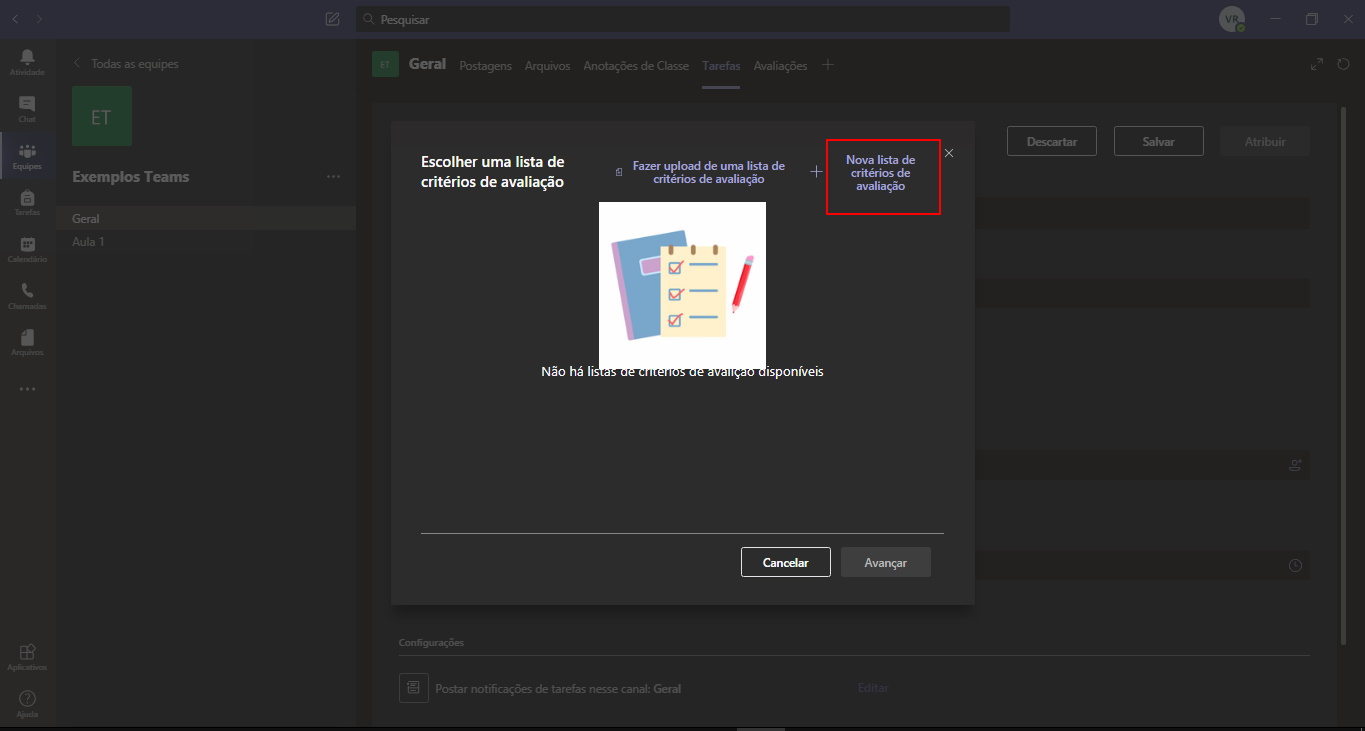 Pesquisar
VR
Atividade
Chat
Equipes
Tarefas
Calendário
Chamadas
Arquivos
Aplicativos
Ajuda
Todas as equipes
ET
Exemplos Teams
Geral
Aula 1
ET
Geral Postagens Arquivos Anotações de Classe Tarefas Avaliações
Descartar Salvar Atribuir
Escolher uma lista de
critérios de avaliação
Fazer upload de uma lista de
critérios de avaliação
Nova lista de
critérios de
avaliação
Não há listas de critérios de avalição disponíveis
Cancelar Avançar
Configurações
Postar notificações de tarefas nesse canal: Geral Editar